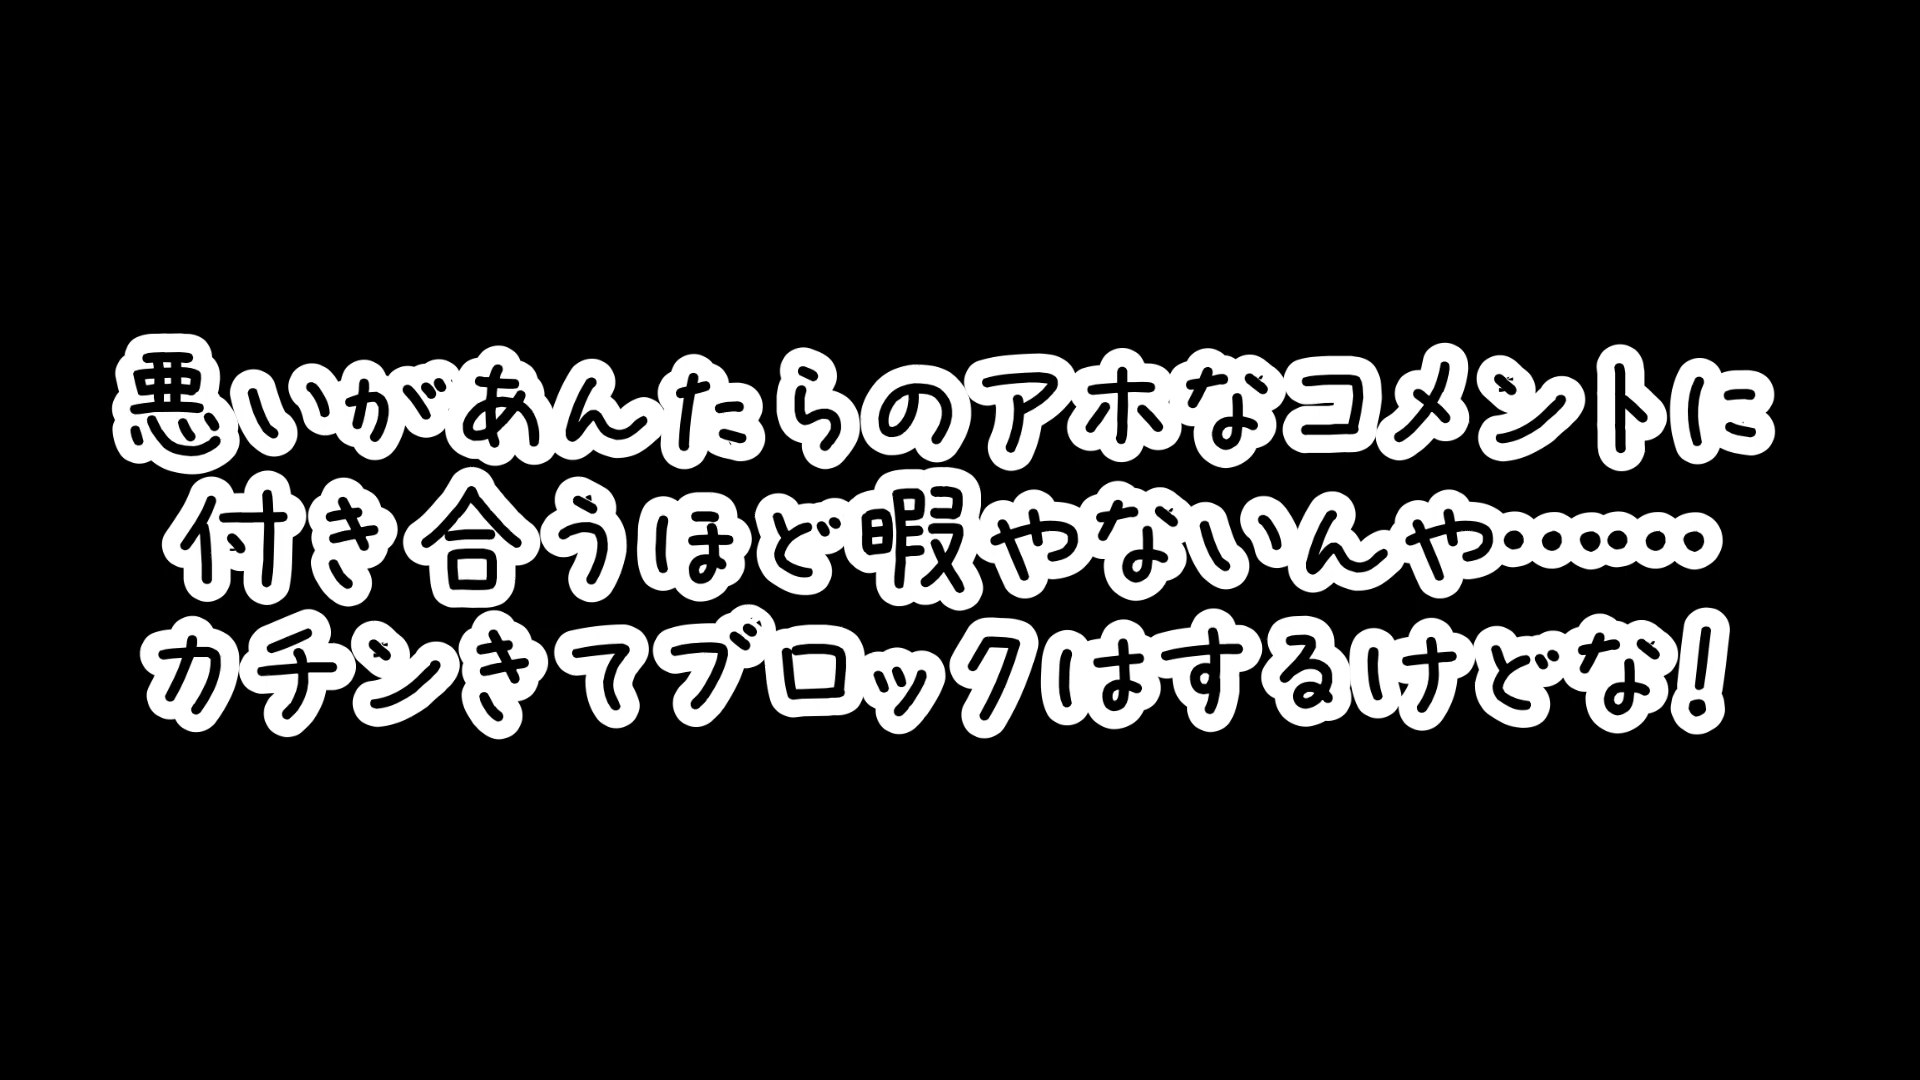 悪いがあんたらのアホなコメントに
付き合うほど暇やないんや……
カチンきてブロックはするけどな！